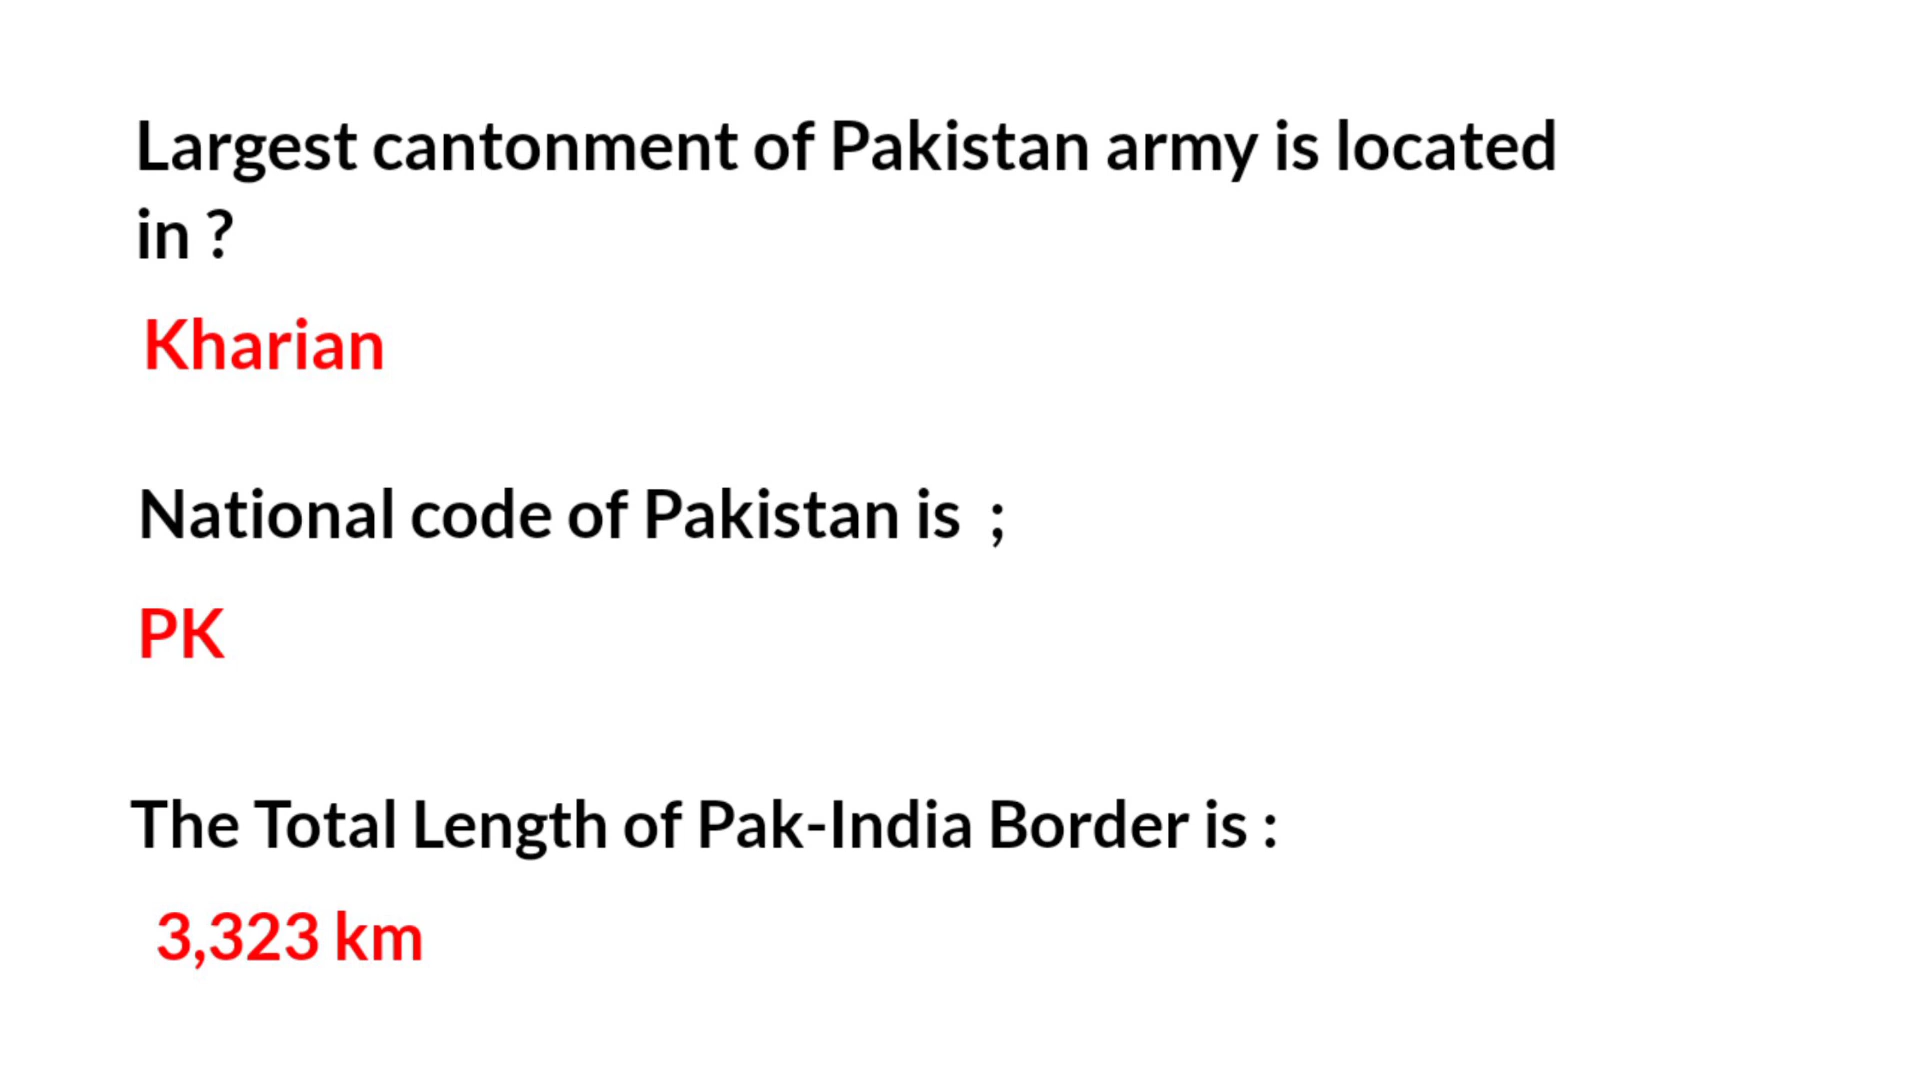 Largest cantonment of Pakistan army is located
in ?
Kharian
National code of Pakistan is  ;
PK
The Total Length of Pak-India Border is :
3,323 km